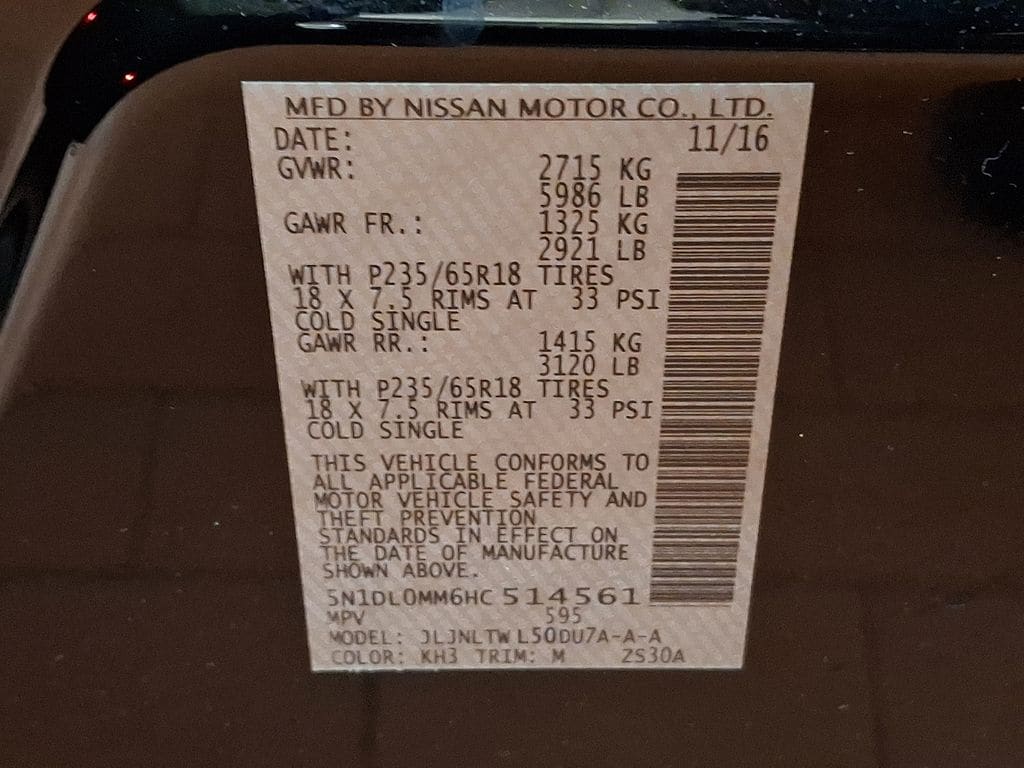 MFD BY NISSAN MOTOR CO., LTD.
DATE: 11/16
GVWR: 2715 KG
5986 LB
GAWR FR.: 1325 KG
2921 LB
WITH P235/65R18 TIRES
18 X 7.5 RIMS AT 33 PSI
COLD SINGLE
GAWR RR.: 1415 KG
3120 LB
WITH P235/65R18 TIRES
18 X 7.5 RIMS AT 33 PSI
COLD SINGLE
THIS VEHICLE CONFORMS TO
ALL APPLICABLE FEDERAL
MOTOR VEHICLE SAFETY AND
THEFT PREVENTION
STANDARDS IN EFFECT ON
THE DATE OF MANUFACTURE
SHOWN ABOVE.
5N1DL0MM6HC 514561
MPV 595
MODEL: JLJNLTW L50DU7A-A-A
COLOR: KH3 TRIM: M ZS30A